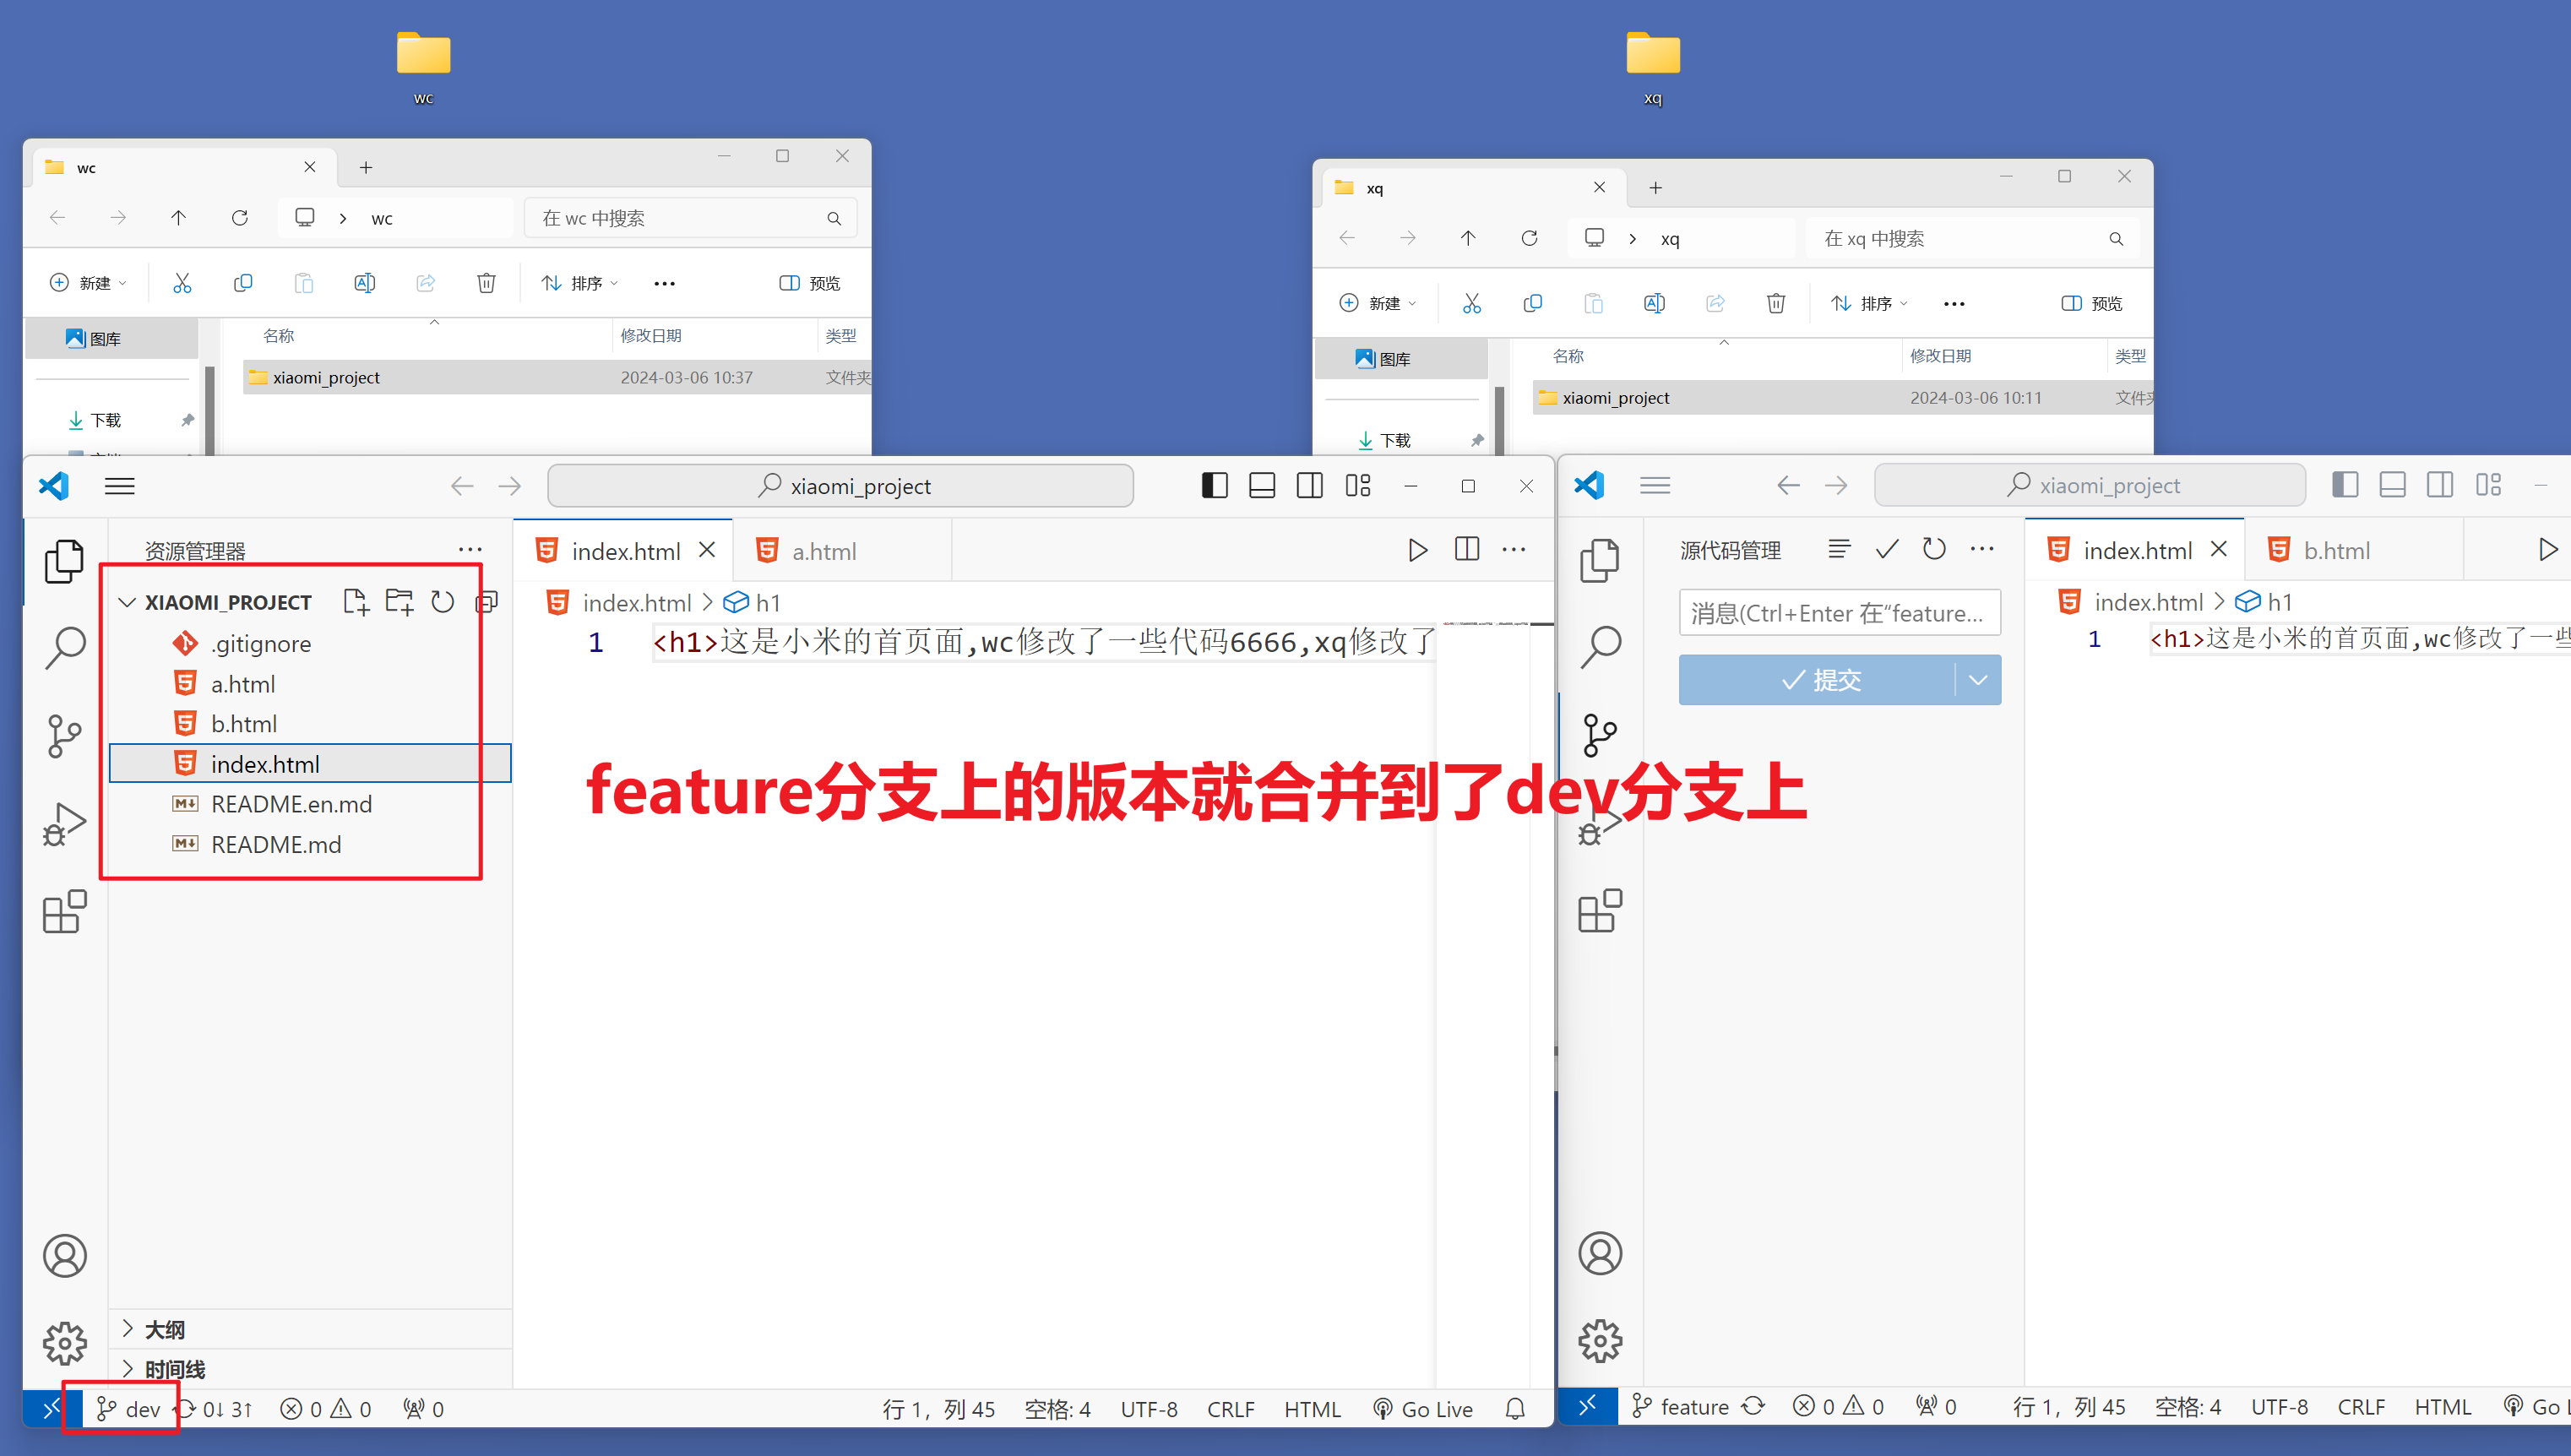 wc
xq
wc
wc
在 wc 中搜索
新建
排序
预览
图库
名称
修改日期
类型
xiaomi_project
2024-03-06 10:37
文件夹
下载
xq
xq
在 xq 中搜索
新建
排序
预览
图库
名称
修改日期
类型
xiaomi_project
2024-03-06 10:11
下载
xiaomi_project
资源管理器
XIAOMI_PROJECT
.gitignore
a.html
b.html
index.html
README.en.md
README.md
大纲
时间线
index.html
a.html
index.html
h1
1 <h1>这是小米的首页面,wc修改了一些代码6666,xq修改了
feature分支上的版本就合并到了dev分支上
dev 0↓ 3↑ 0 0 0
行 1，列 45 空格: 4 UTF-8 CRLF HTML Go Live
xiaomi_project
源代码管理
消息(Ctrl+Enter 在“feature...
提交
index.html
b.html
index.html
h1
1 <h1>这是小米的首页面,wc修改了一些
feature 0 0 0
行 1，列 45 空格: 4 UTF-8 CRLF HTML Go